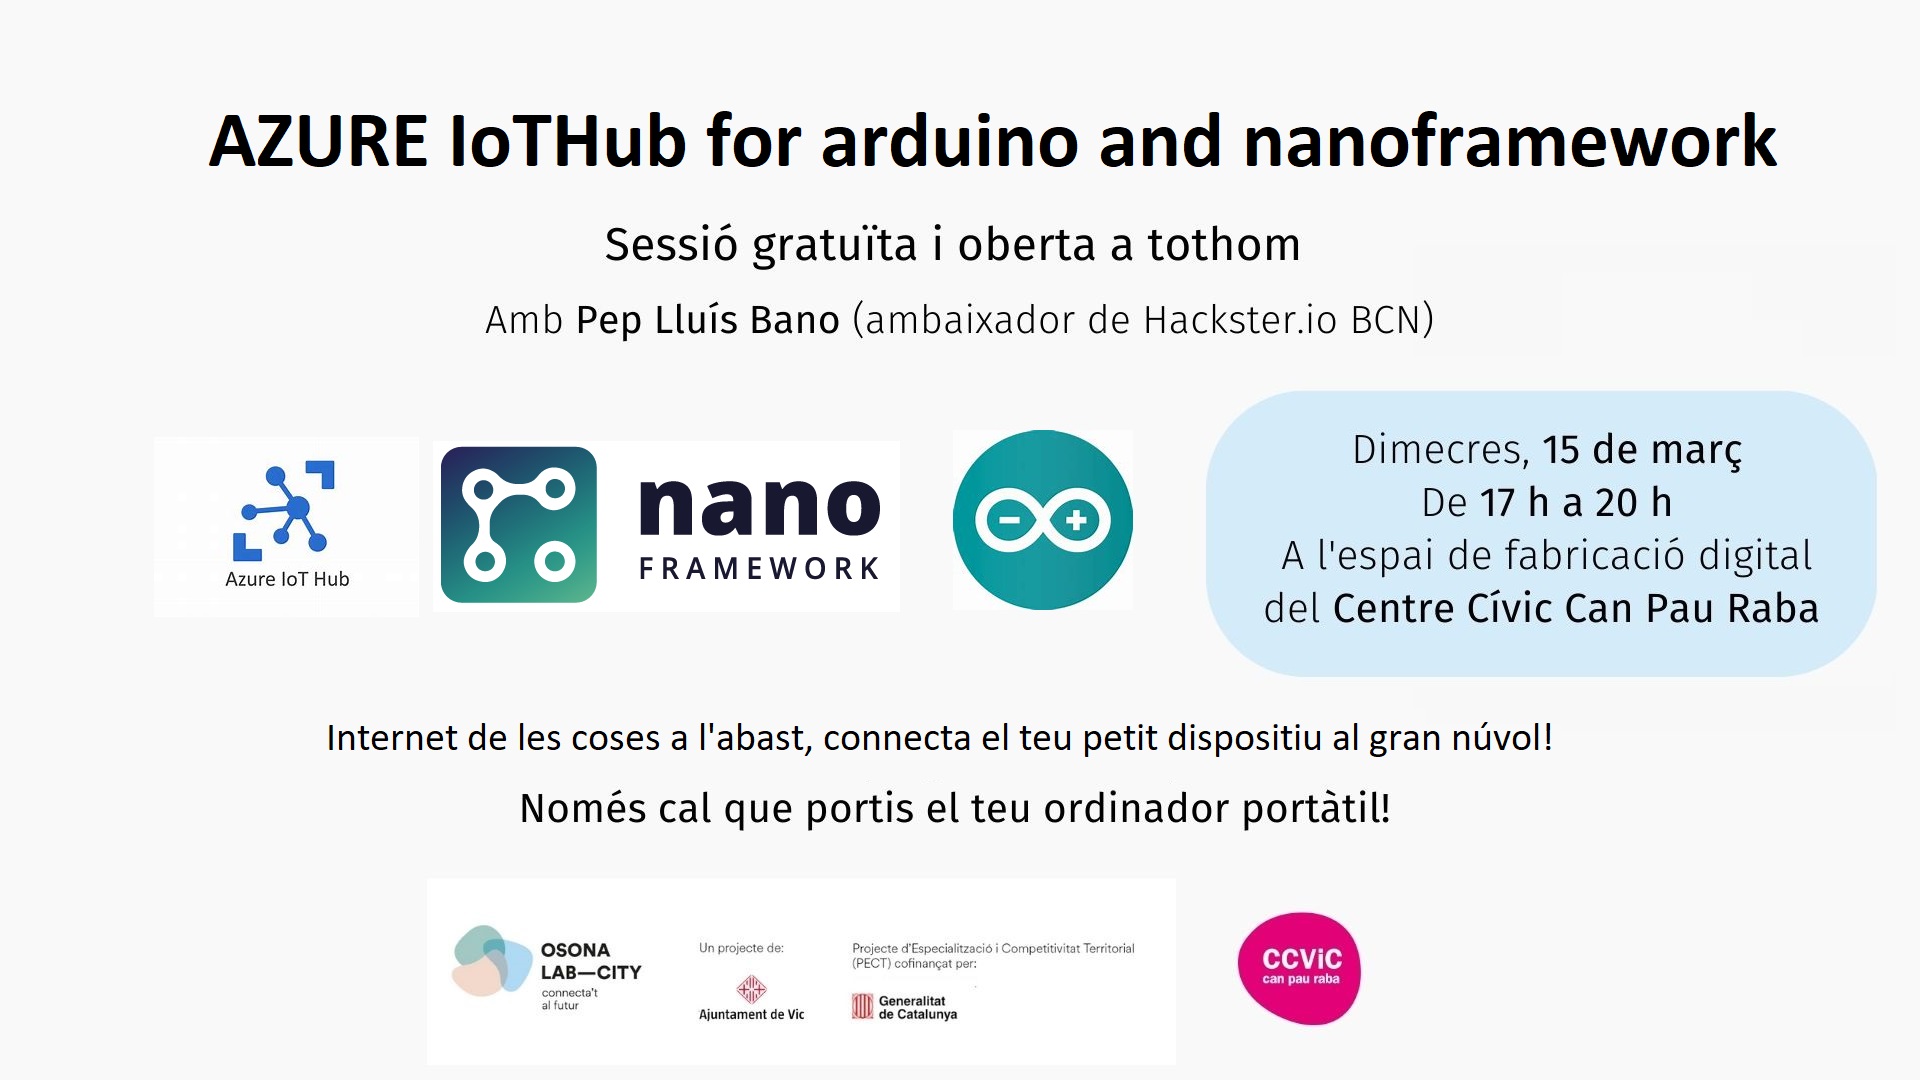 AZURE IoTHub for arduino and nanoframework
Sessió gratuïta i oberta a tothom
Amb Pep Lluís Bano (ambaixador de Hackster.io BCN)
Azure IoT Hub
nano
FRAMEWORK
Dimecres, 15 de març
De 17 h a 20 h
A l'espai de fabricació digital
del Centre Cívic Can Pau Raba
Internet de les coses a l'abast, connecta el teu petit dispositiu al gran núvol!
Només cal que portis el teu ordinador portàtil!
OSONA
LAB—CITY
connecta't
al futur
Un projecte de:
Ajuntament de Vic
Projecte d'Especialització i Competitivitat Territorial
(PECT) cofinançat per:
Generalitat
de Catalunya
CCViC
can pau raba